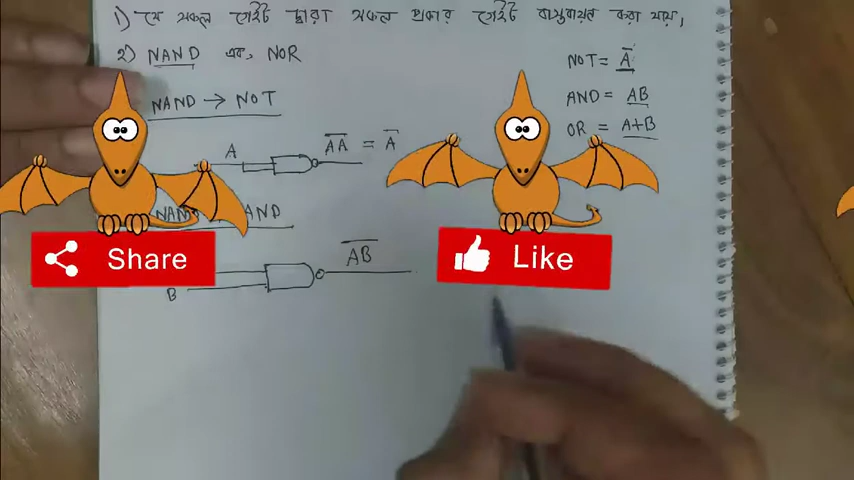 ১) যে সকল গেইট দ্বারা সকল প্রকার গেইট বাস্তবায়ন করা যায়,
২) NAND এবং NOR
NOT = A̅
AND = AB
OR = A+B
NAND → NOT
A A̅A̅ = A̅
AND
A̅B̅
B
Share
Like